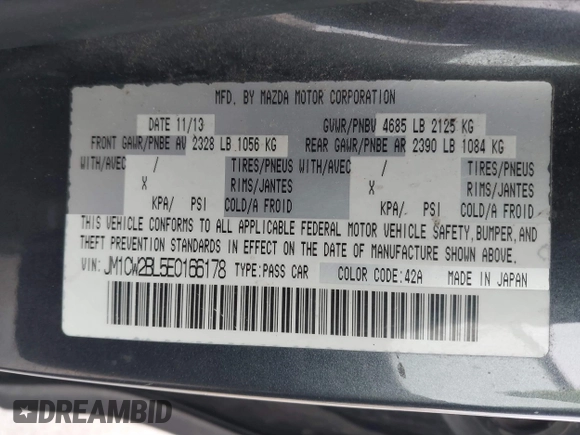 MFD. BY MAZDA MOTOR CORPORATION
DATE 11/13 GVWR/PNBV 4685 LB 2125 KG
FRONT GAWR/PNBE AV 2328 LB 1056 KG REAR GAWR/PNBE AR 2390 LB 1084 KG
WITH/AVEC / TIRES/PNEUS WITH/AVEC / TIRES/PNEUS
X RIMS/JANTES X RIMS/JANTES
KPA/ PSI COLD/A FROID KPA/ PSI COLD/A FROID
THIS VEHICLE CONFORMS TO ALL APPLICABLE FEDERAL MOTOR VEHICLE SAFETY,BUMPER,AND
THEFT PREVENTION STANDARDS IN EFFECT ON THE DATE OF MANUFACTURE SHOWN ABOVE.
VIN: JM1CW2BL5E0166178 TYPE:PASS CAR COLOR CODE:42A MADE IN JAPAN
DREAMBID